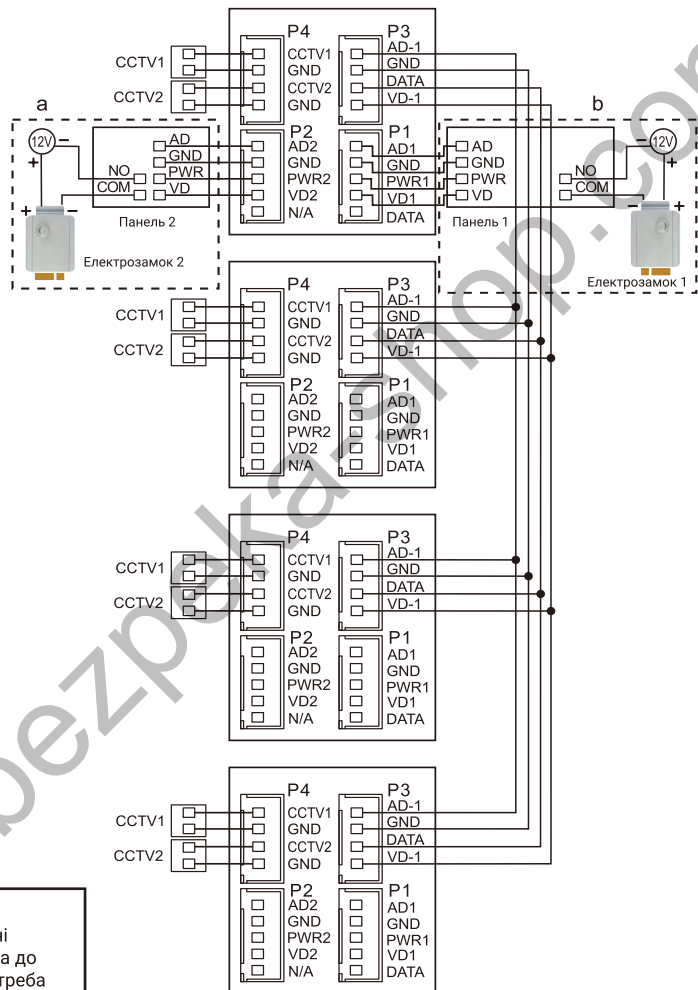 P4
P3
CCTV1
GND
CCTV2
GND
AD-1
GND
DATA
VD-1
CCTV1
CCTV2
P2
P1
AD2
GND
PWR2
VD2
N/A
AD1
GND
PWR1
VD1
DATA
a
12V
–
+
NO
COM
AD
GND
PWR
VD
+
–
Панель 2
Електрозамок 2
b
AD
GND
PWR
VD
NO
COM
12V
–
+
–
+
Панель 1
Електрозамок 1
P4
P3
CCTV1
GND
CCTV2
GND
AD-1
GND
DATA
VD-1
CCTV1
CCTV2
P2
P1
AD2
GND
PWR2
VD2
N/A
AD1
GND
PWR1
VD1
DATA
P4
P3
CCTV1
GND
CCTV2
GND
AD-1
GND
DATA
VD-1
CCTV1
CCTV2
P2
P1
AD2
GND
PWR2
VD2
N/A
AD1
GND
PWR1
VD1
DATA
P4
P3
CCTV1
GND
CCTV2
GND
AD-1
GND
DATA
VD-1
CCTV1
CCTV2
P2
P1
AD2
GND
PWR2
VD2
N/A
AD1
GND
PWR1
VD1
DATA
ні
а до
треба
bezpeka-shop.com